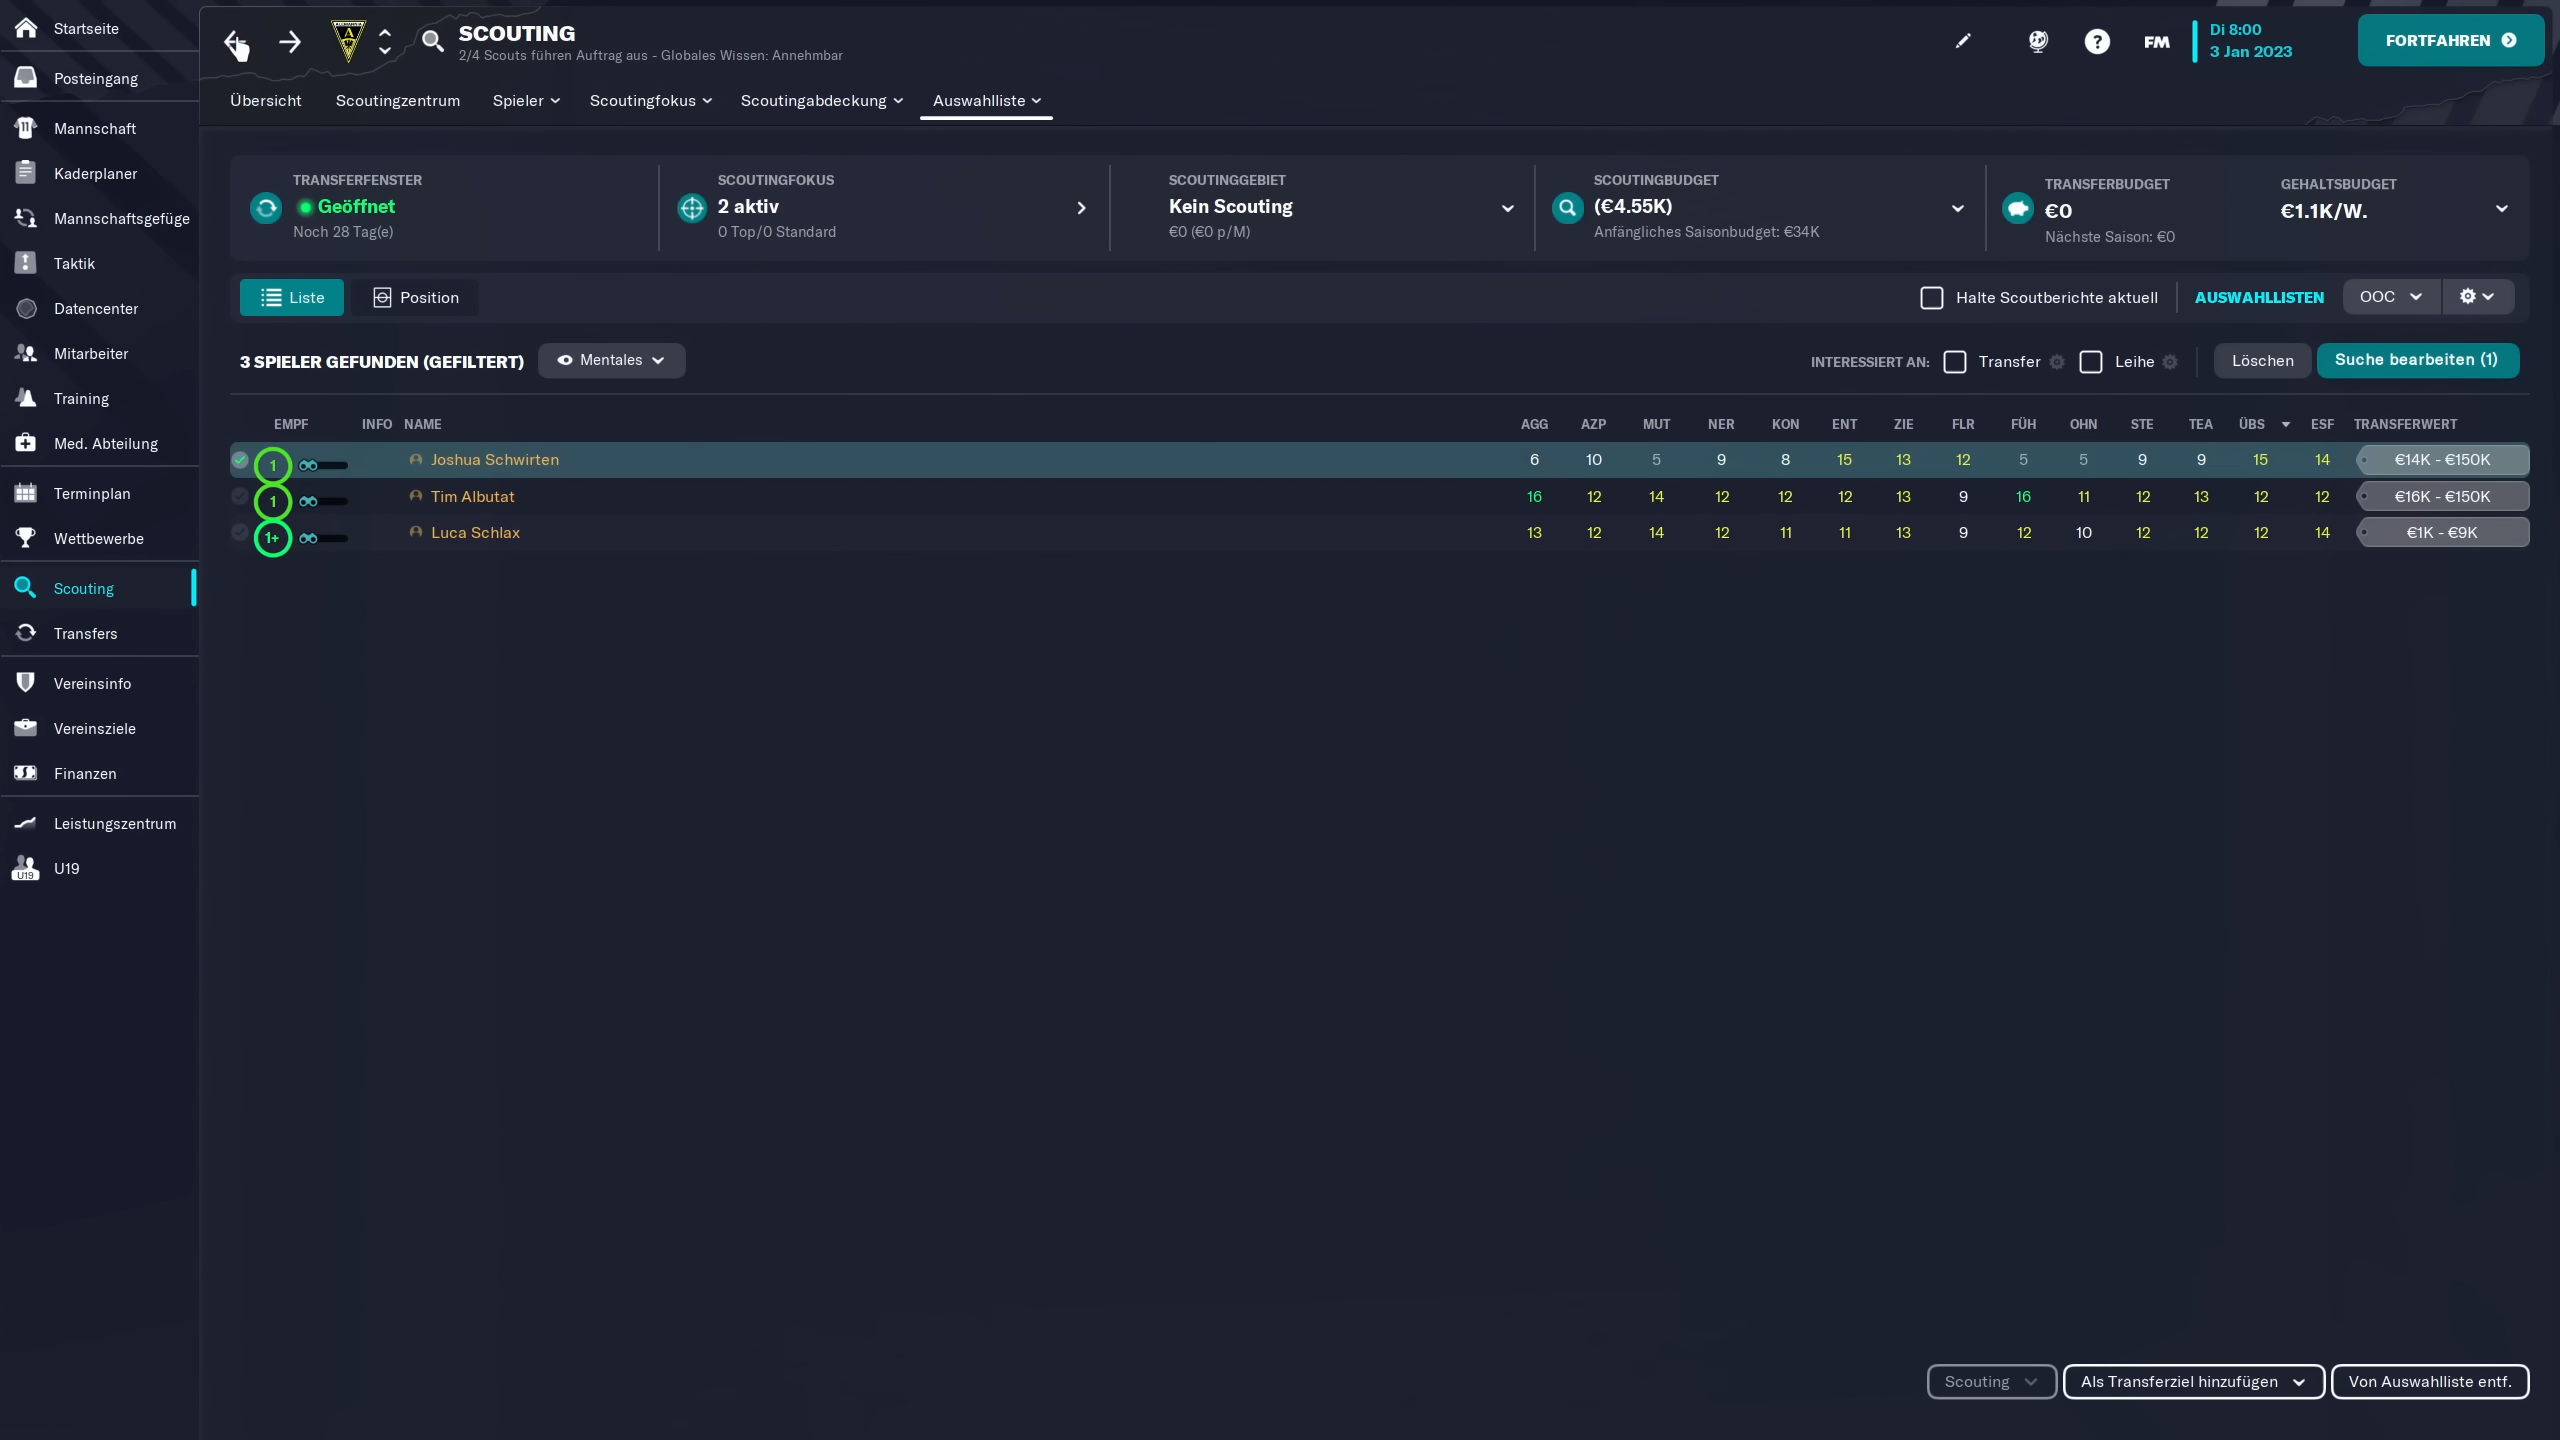 Startseite
Posteingang
Mannschaft
Kaderplaner
Mannschaftsgefüge
Taktik
Datencenter
Mitarbeiter
Training
Med. Abteilung
Terminplan
Wettbewerbe
Scouting
Transfers
Vereinsinfo
Vereinsziele
Finanzen
Leistungszentrum
U19 U19
SCOUTING
2/4 Scouts führen Auftrag aus - Globales Wissen: Annehmbar
FM
Di 8:00
3 Jan 2023
FORTFAHREN
Übersicht Scoutingzentrum Spieler Scoutingfokus Scoutingabdeckung Auswahlliste
TRANSFERFENSTER
Geöffnet
Noch 28 Tag(e)
SCOUTINGFOKUS
2 aktiv
0 Top/0 Standard
SCOUTINGGEBIET
Kein Scouting
€0 (€0 p/M)
SCOUTINGBUDGET
(€4.55K)
Anfängliches Saisonbudget: €34K
TRANSFERBUDGET
€0
Nächste Saison: €0
GEHALTSBUDGET
€1.1K/W.
Liste Position Halte Scoutberichte aktuell AUSWAHLLISTEN OOC
3 SPIELER GEFUNDEN (GEFILTERT) Mentales INTERESSIERT AN: Transfer Leihe Löschen Suche bearbeiten (1)
EMPF INFO NAME AGG AZP MUT NER KON ENT ZIE FLR FÜH OHN STE TEA ÜBS ESF TRANSFERWERT
1 Joshua Schwirten 6 10 5 9 8 15 13 12 5 5 9 9 15 14 €14K - €150K
1 Tim Albutat 16 12 14 12 12 12 13 9 16 11 12 13 12 12 €16K - €150K
1+ Luca Schlax 13 12 14 12 11 11 13 9 12 10 12 12 12 14 €1K - €9K
Scouting Als Transferziel hinzufügen Von Auswahlliste entf.